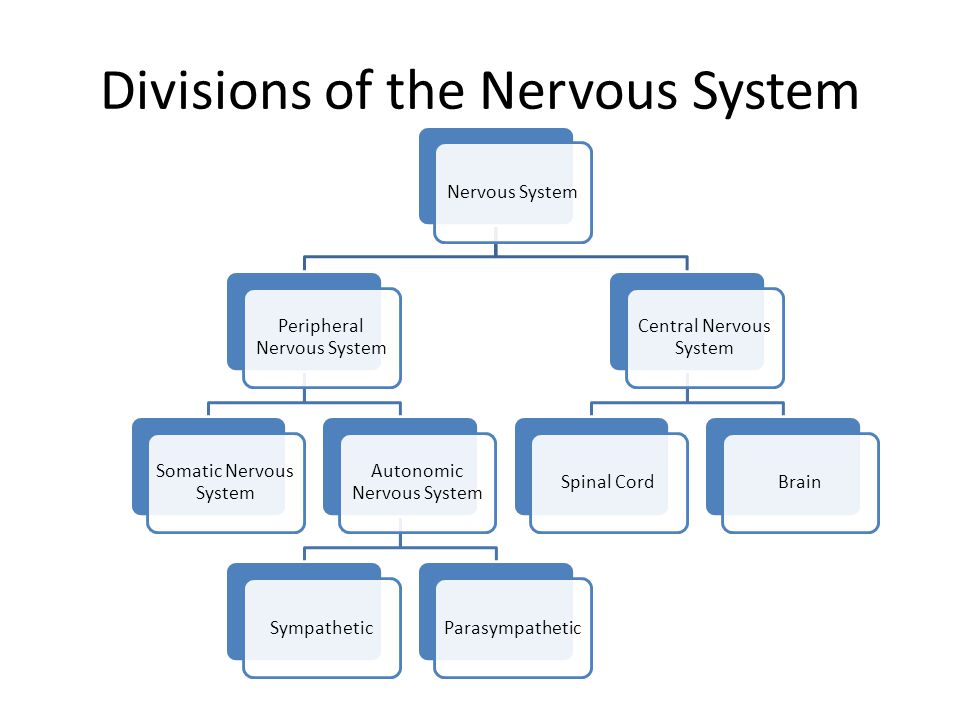 Divisions of the Nervous System
Nervous System
Peripheral
Nervous System
Central Nervous
System
Somatic Nervous
System
Autonomic
Nervous System
Spinal Cord
Brain
Sympathetic
Parasympathetic